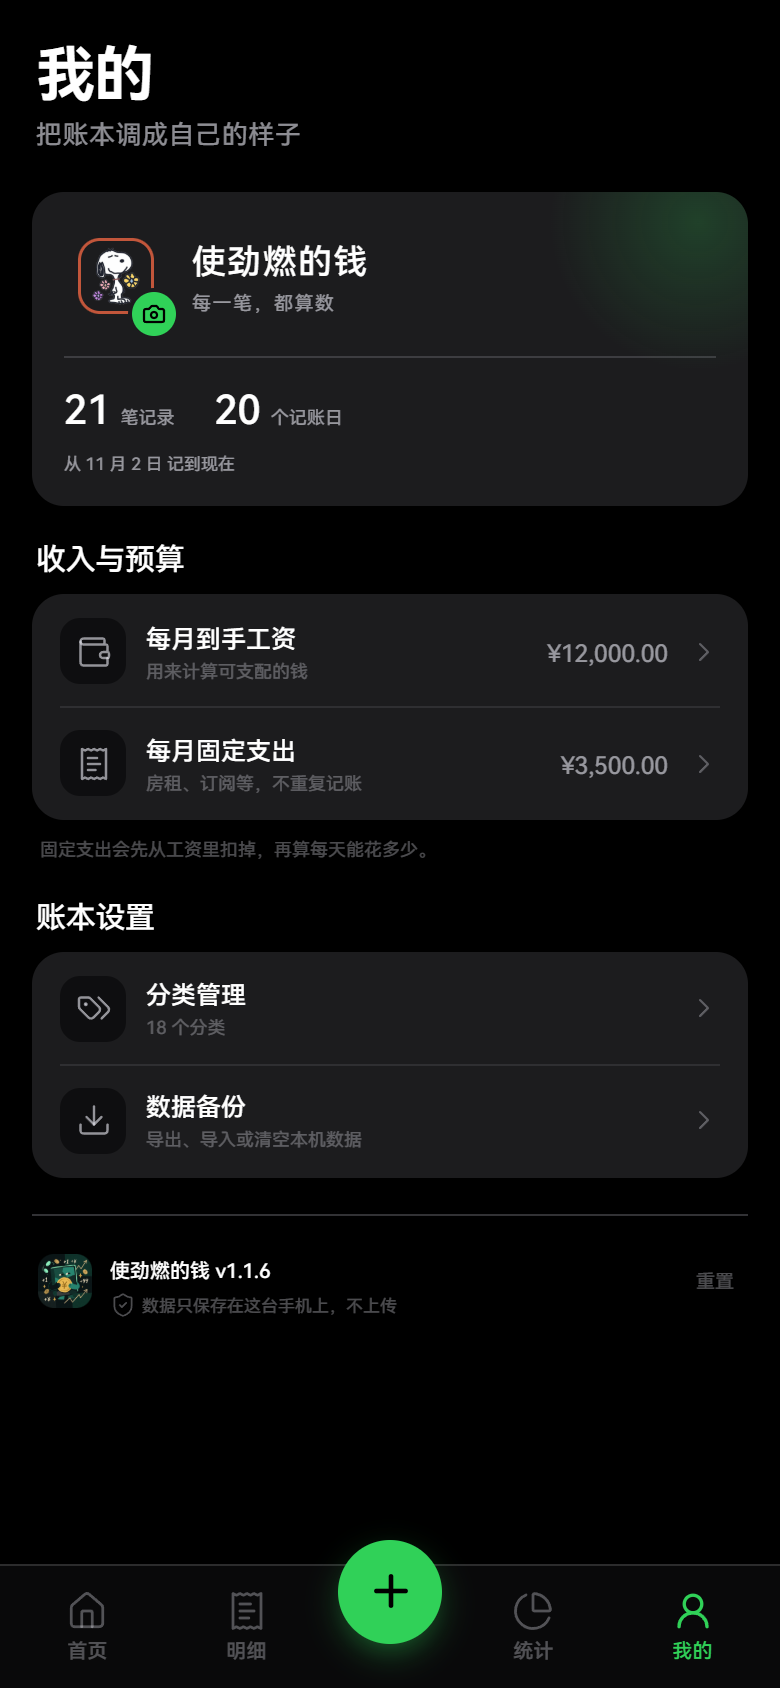 我的
把账本调成自己的样子
使劲燃的钱
每一笔，都算数
21 笔记录 20 个记账日
从 11 月 2 日 记到现在
收入与预算
每月到手工资
用来计算可支配的钱
¥12,000.00
每月固定支出
房租、订阅等，不重复记账
¥3,500.00
固定支出会先从工资里扣掉，再算每天能花多少。
账本设置
分类管理
18 个分类
数据备份
导出、导入或清空本机数据
使劲燃的钱 v1.1.6
数据只保存在这台手机上，不上传
重置
首页 明细 统计 我的